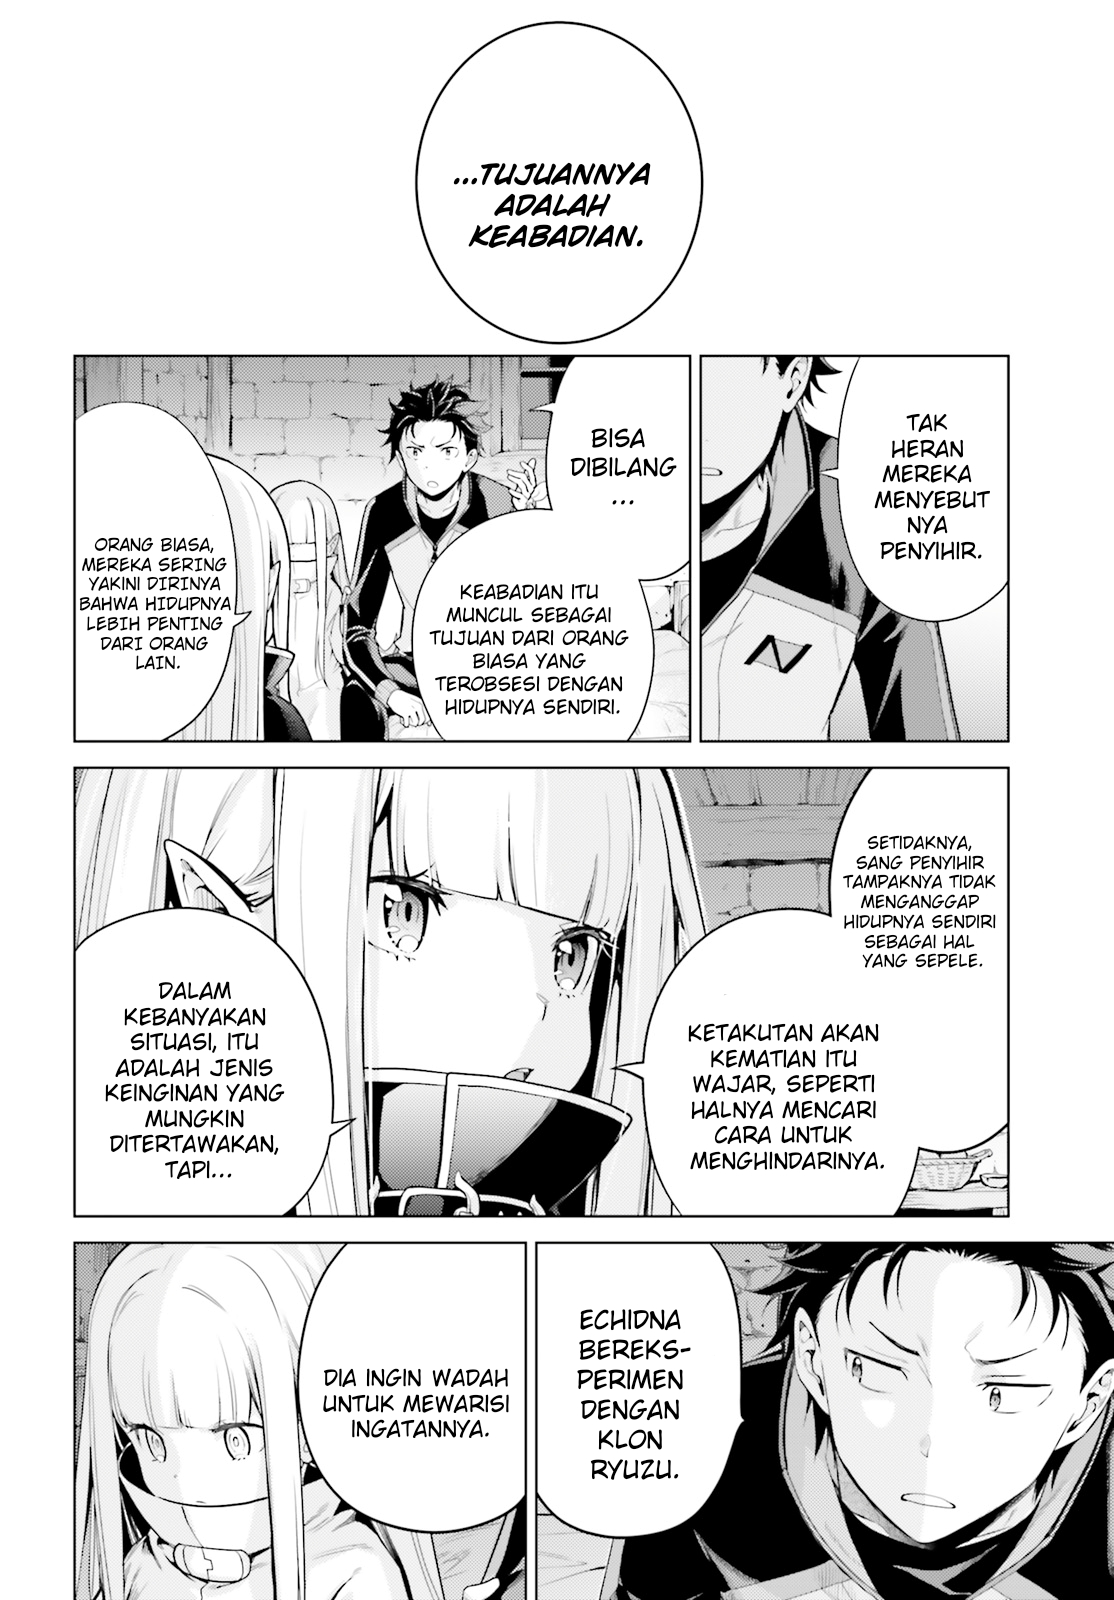 ...TUJUANNYA
ADALAH
KEABADIAN.
TAK
HERAN
MEREKA
MENYEBUT
NYA
PENYIHIR.
BISA
DIBILANG
...
KEABADIAN ITU
MUNCUL SEBAGAI
TUJUAN DARI ORANG
BIASA YANG
TEROBSESI DENGAN
HIDUPNYA SENDIRI.
ORANG BIASA,
MEREKA SERING
YAKINI DIRINYA
BAHWA HIDUPNYA
LEBIH PENTING
DARI ORANG
LAIN.
SETIDAKNYA,
SANG PENYIHIR
TAMPAKNYA TIDAK
MENGANGGAP
HIDUPNYA SENDIRI
SEBAGAI HAL
YANG SEPELE.
KETAKUTAN AKAN
KEMATIAN ITU
WAJAR, SEPERTI
HALNYA MENCARI
CARA UNTUK
MENGHINDARINYA.
DALAM
KEBANYAKAN
SITUASI, ITU
ADALAH JENIS
KEINGINAN YANG
MUNGKIN
DITERTAWAKAN,
TAPI...
ECHIDNA
BEREKS-
PERIMEN
DENGAN
KLON
RYUZU.
DIA INGIN WADAH
UNTUK MEWARISI
INGATANNYA.